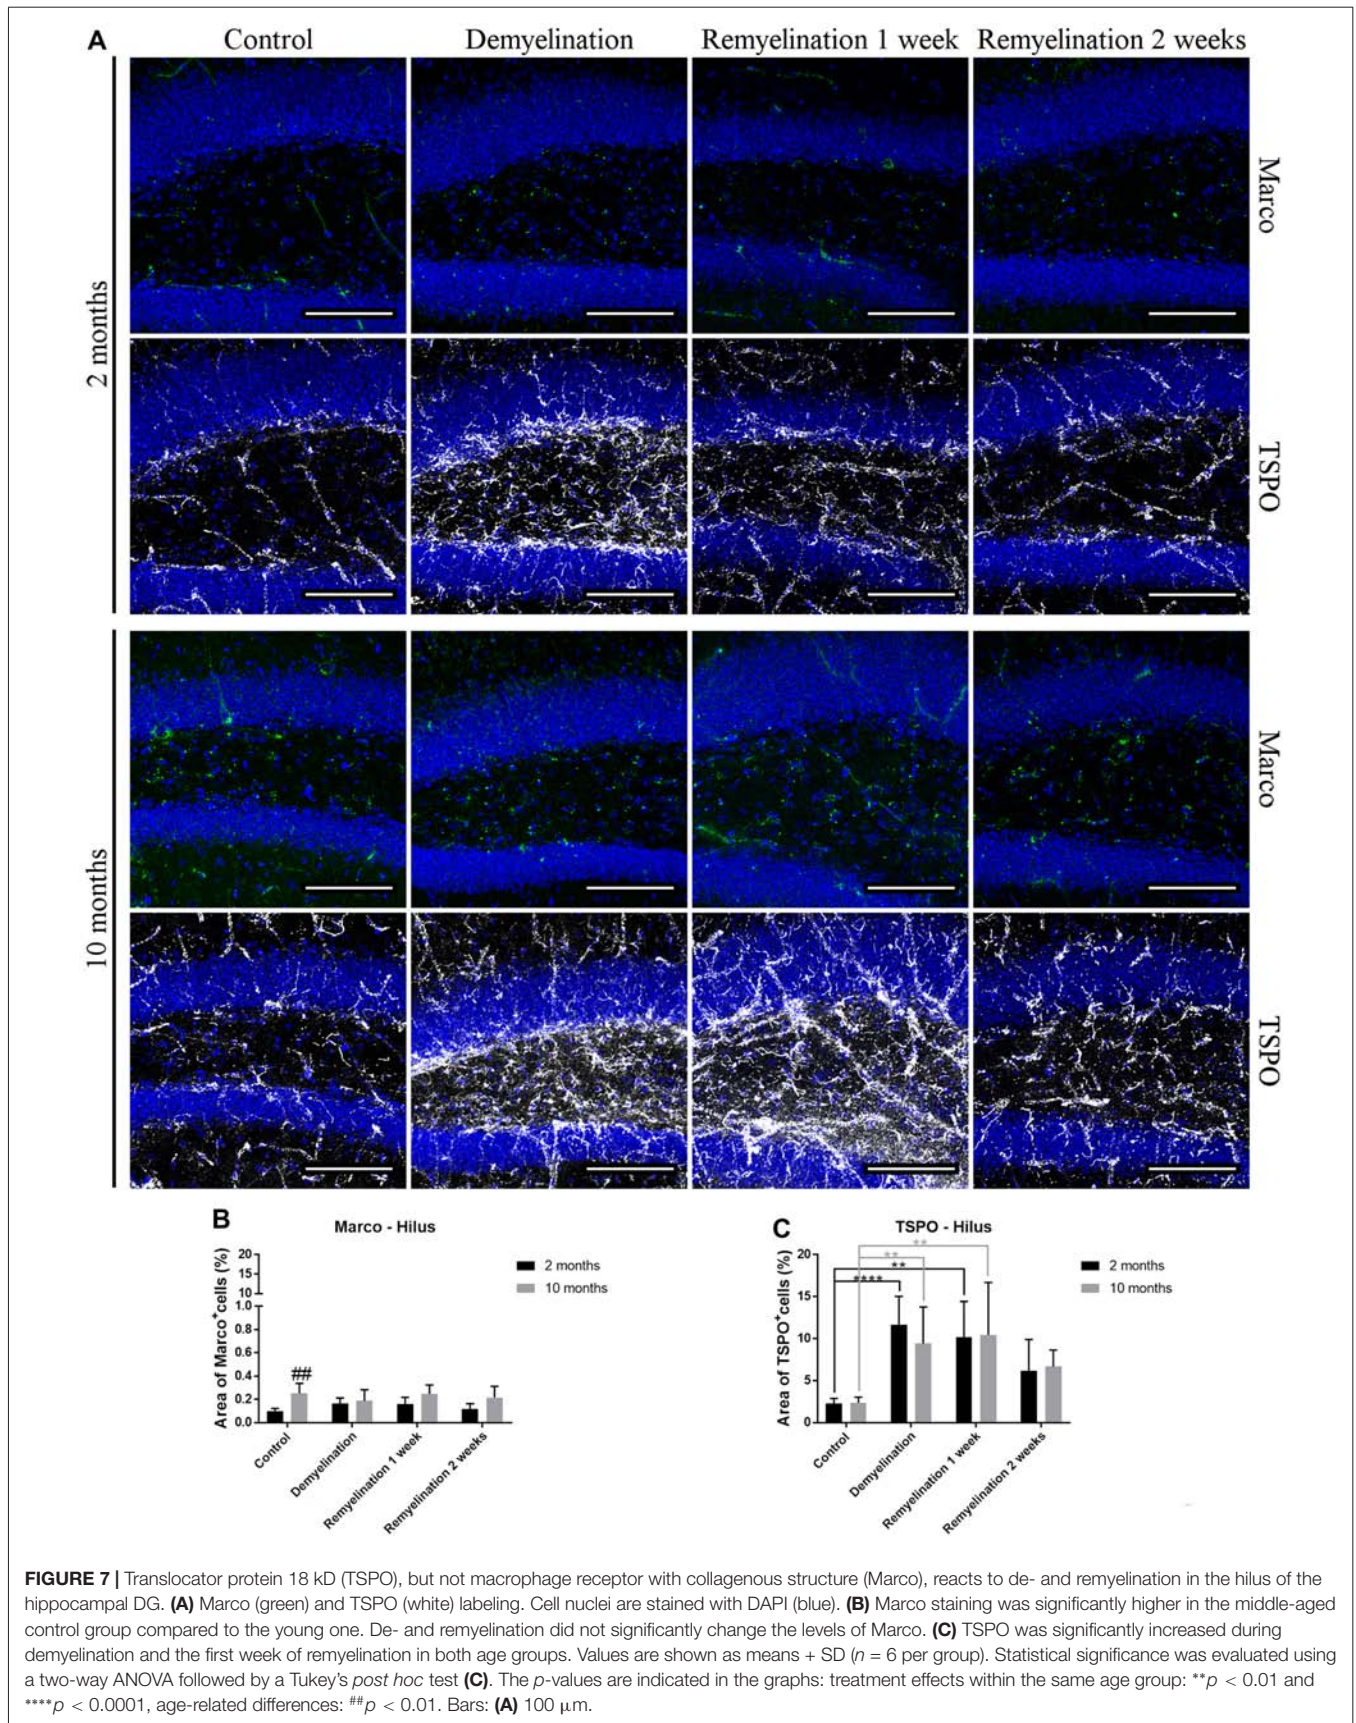 A
Control
Demyelination
Remyelination 1 week
Remyelination 2 weeks
2 months
Marco
TSPO
10 months
Marco
TSPO
B
Marco - Hilus
Area of Marco⁺cells (%)
20
15
10
1.0
0.8
0.6
0.4
0.2
0.0
##
2 months
10 months
Control
Demyelination
Remyelination 1 week
Remyelination 2 weeks
C
TSPO - Hilus
Area of TSPO⁺cells (%)
20
15
10
5
0
**
**
**
****
2 months
10 months
Control
Demyelination
Remyelination 1 week
Remyelination 2 weeks
FIGURE 7 | Translocator protein 18 kD (TSPO), but not macrophage receptor with collagenous structure (Marco), reacts to de- and remyelination in the hilus of the
hippocampal DG. (A) Marco (green) and TSPO (white) labeling. Cell nuclei are stained with DAPI (blue). (B) Marco staining was significantly higher in the middle-aged
control group compared to the young one. De- and remyelination did not significantly change the levels of Marco. (C) TSPO was significantly increased during
demyelination and the first week of remyelination in both age groups. Values are shown as means + SD (n = 6 per group). Statistical significance was evaluated using
a two-way ANOVA followed by a Tukey's post hoc test (C). The p-values are indicated in the graphs: treatment effects within the same age group: **p < 0.01 and
****p < 0.0001, age-related differences: ##p < 0.01. Bars: (A) 100 μm.